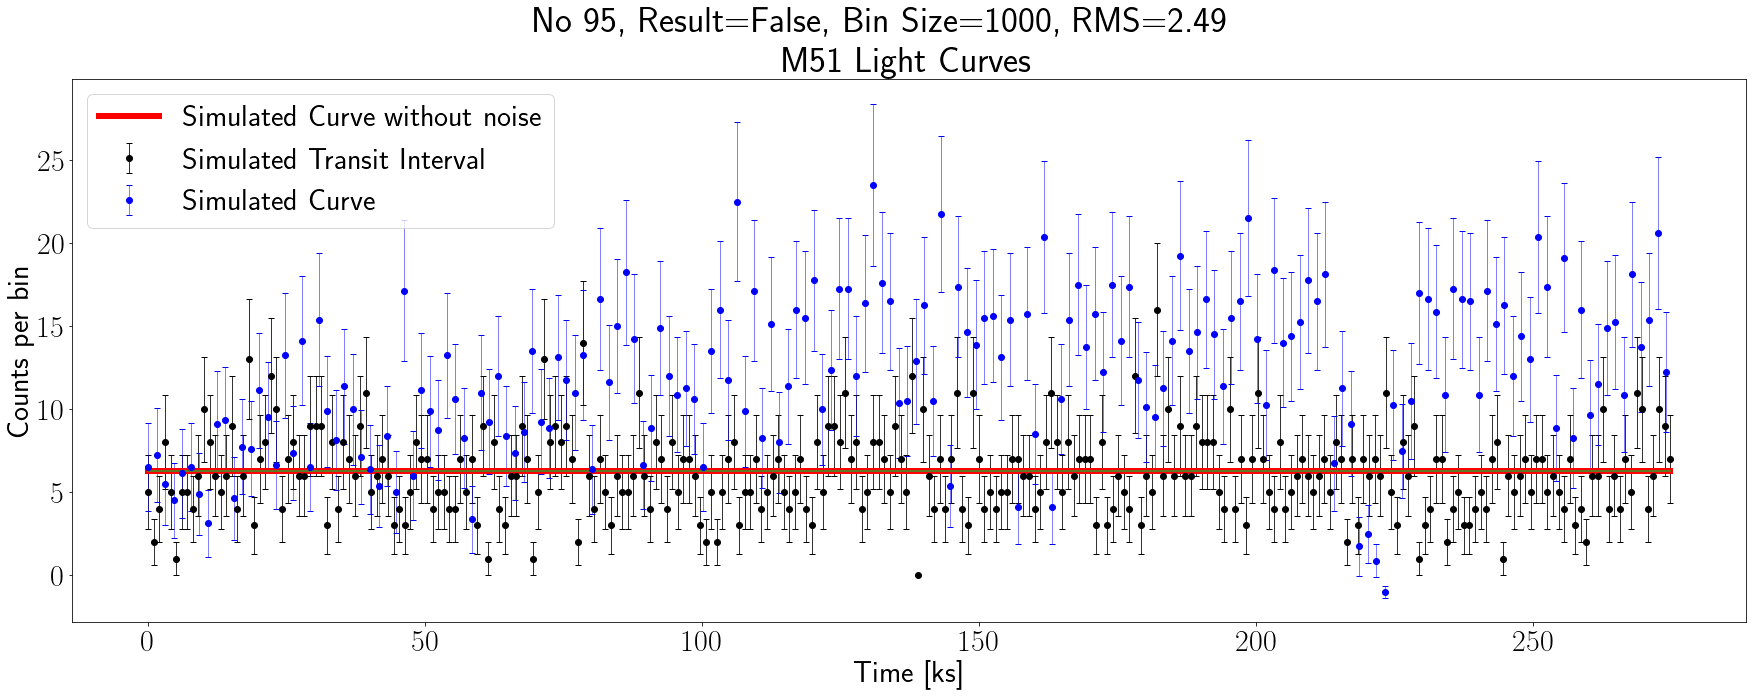 No 95, Result=False, Bin Size=1000, RMS=2.49
M51 Light Curves
Simulated Curve without noise
Simulated Transit Interval
Simulated Curve
Counts per bin
25
20
15
10
5
0
0 50 100 150 200 250
Time [ks]